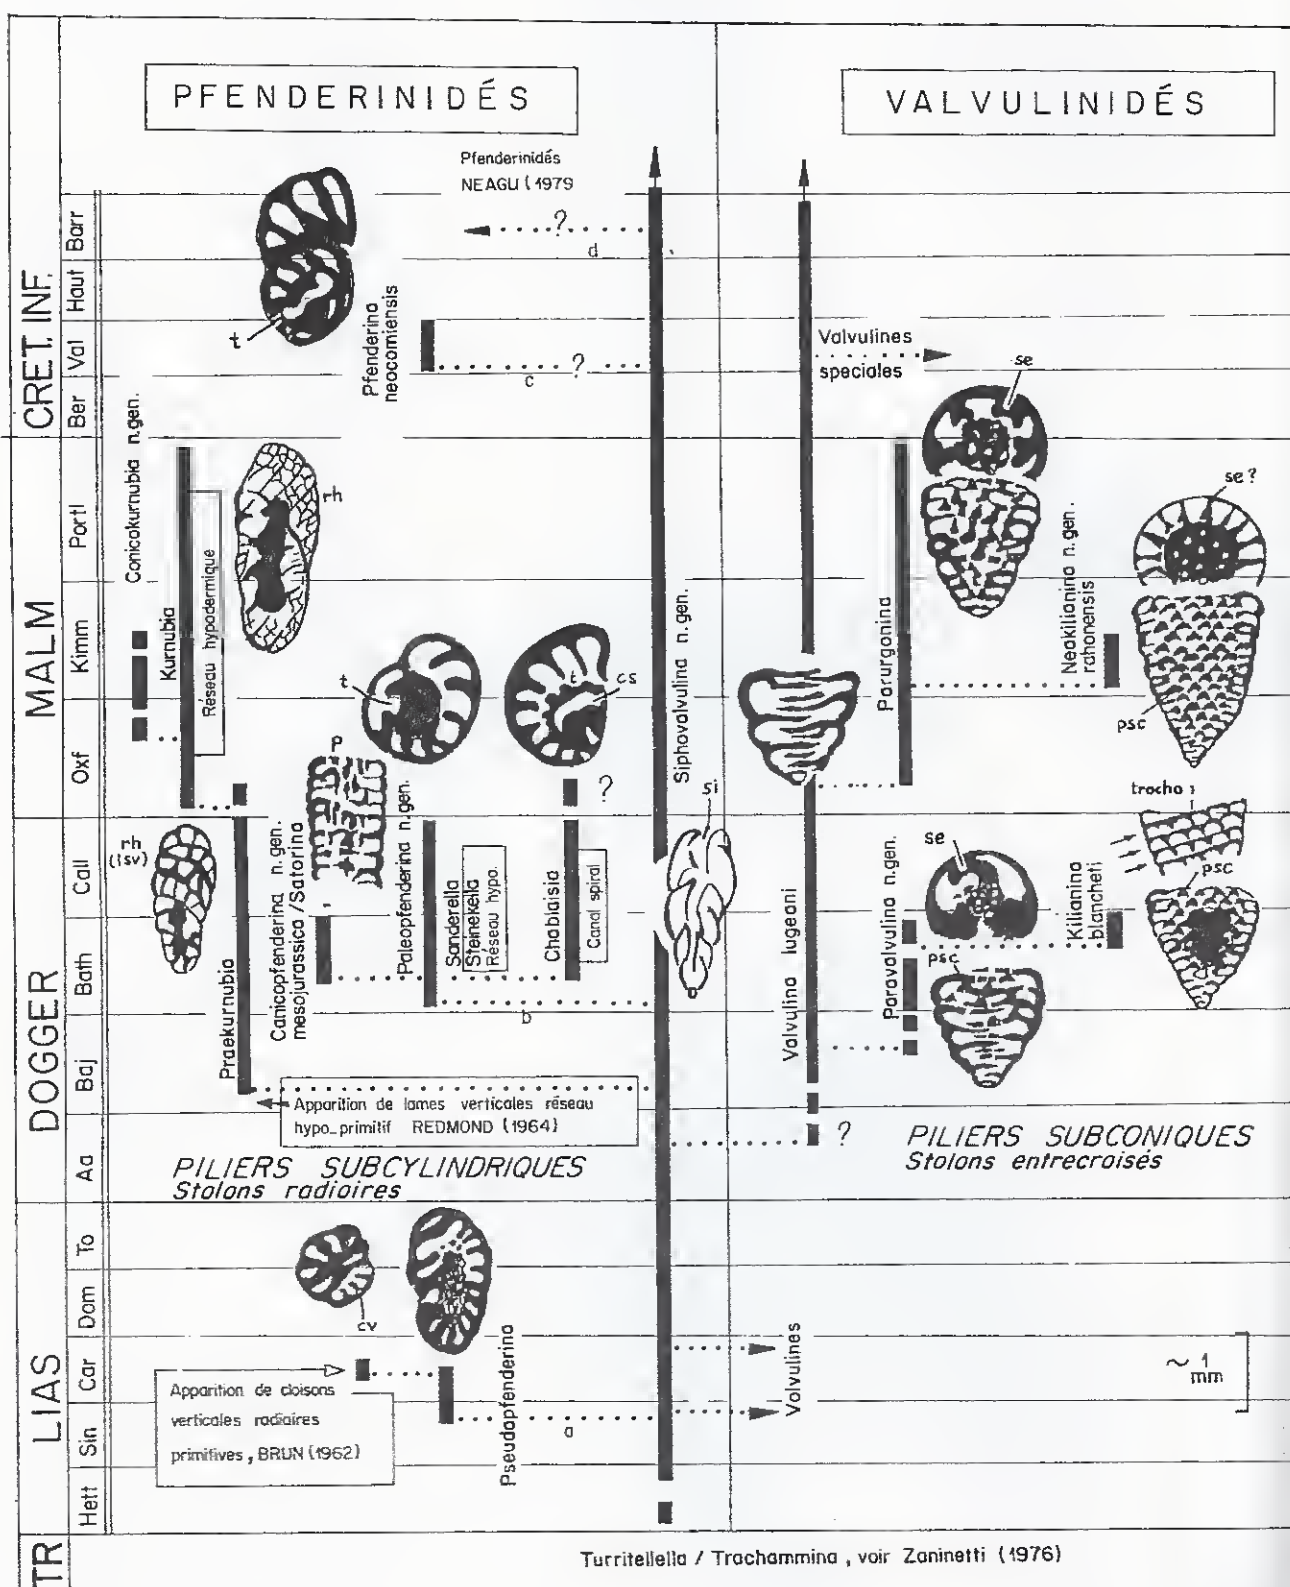 PFENDERINIDÉS
VALVULINIDÉS
Pfenderinidés
NEAGU (1979
?
d
Pfenderina
neocomiensis
t
?
c
Valvulines
speciales
se
Conicokurnubia n.gen.
Kurnubia
Réseau hypodermique
rh
Siphovalvulina n.gen.
Parurgonina
Neokilianina n.gen.
rahonensis
se?
psc
t
t
cs
p
?
si
rh
(lsv)
Praekurnubia
Conicopfenderina n.gen.
mesojurassica/Satorina
Paleopfenderina n.gen.
Sanderella
Steinekella
Réseau hypo.
Chablaisia
Canal spiral
b
Valvulina lugeoni
Paravalvulina n.gen.
se
psc
Kilianina
blancheti
trocho
psc
Apparition de lames verticales réseau
hypo_primitif REDMOND (1964)
?
PILIERS SUBCYLINDRIQUES
Stolons radiaires
PILIERS SUBCONIQUES
Stolons entrecroisés
cv
Pseudopfenderina
Apparition de cloisons
verticales radiaires
primitives, BRUN (1962)
a
Valvulines
~ 1
mm
CRET. INF.
Barr
Haut
Val
Ber
MALM
Portl
Kimm
Oxf
DOGGER
Call
Bath
Baj
Aa
LIAS
To
Dom
Car
Sin
Hett
TR
Turritellella / Trochammina, voir Zaninetti (1976)